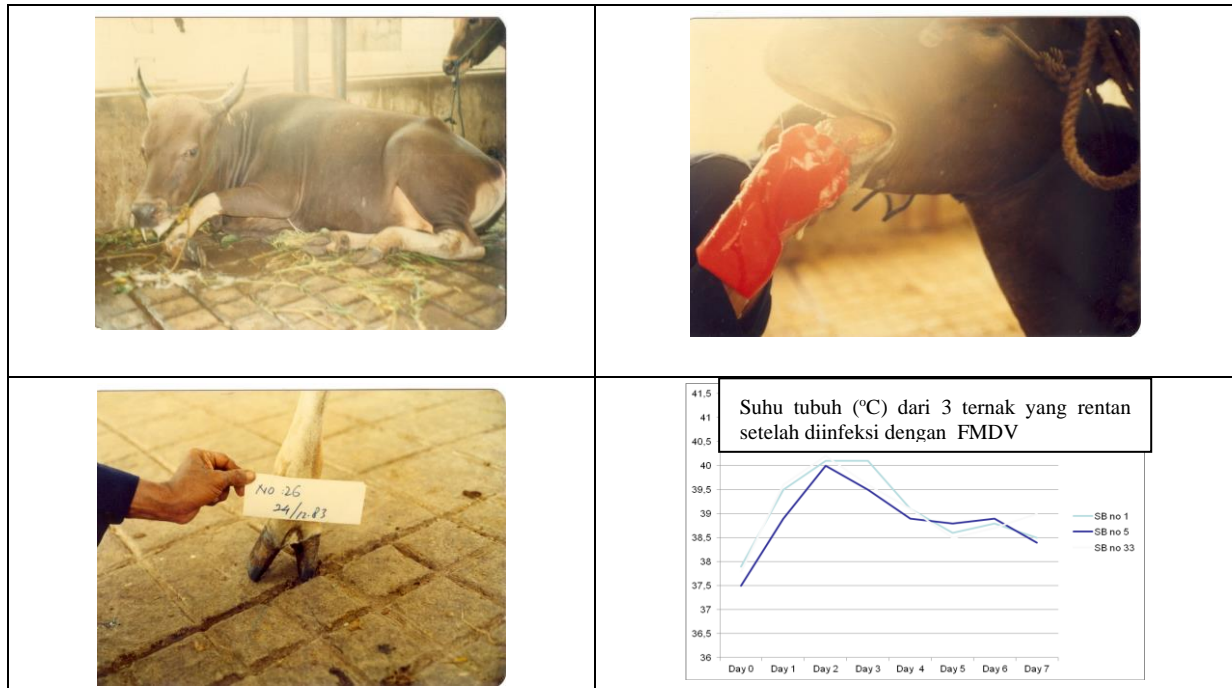 NO :26
24/12.83
Suhu tubuh (°C) dari 3 ternak yang rentan
setelah diinfeksi dengan FMDV
41,5
41
40,5
40
39,5
39
38,5
38
37,5
37
36,5
36
Day 0 Day 1 Day 2 Day 3 Day 4 Day 5 Day 6 Day 7
SB no 1
SB no 5
SB no 33